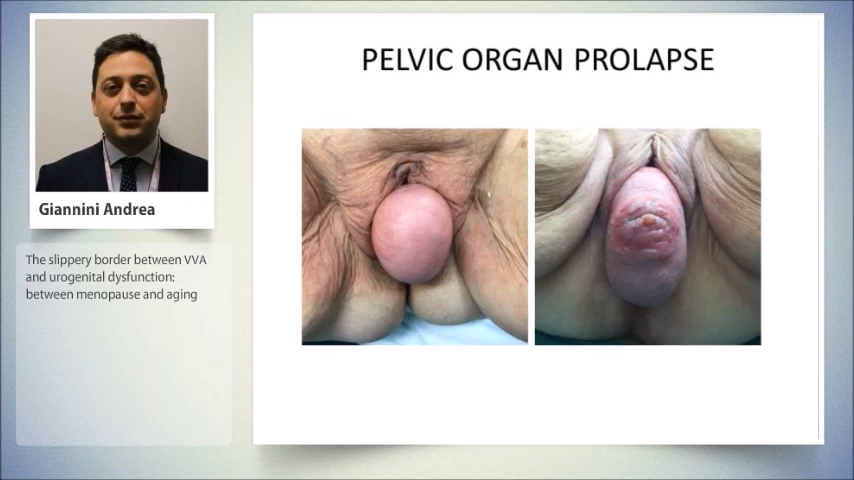 PELVIC ORGAN PROLAPSE
Giannini Andrea
The slippery border between VVA
and urogenital dysfunction:
between menopause and aging